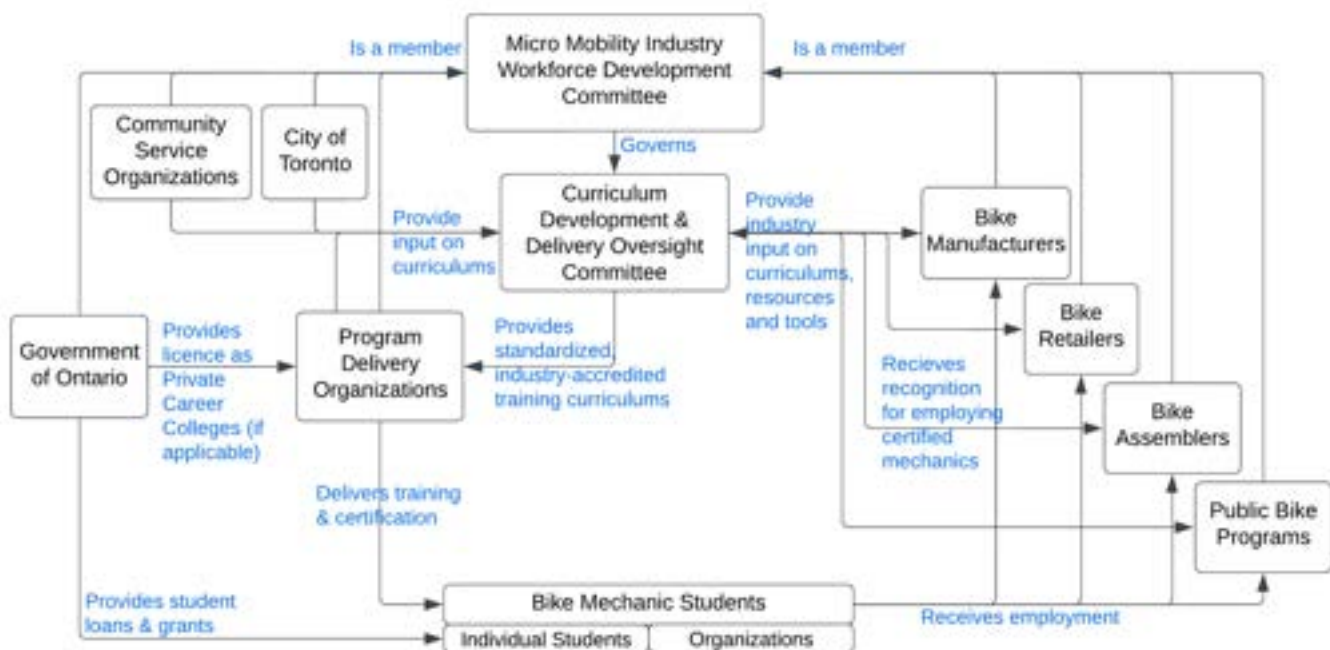 Is a member
Micro Mobility Industry
Workforce Development
Committee
Is a member
Community
Service
Organizations
City of
Toronto
Governs
Curriculum
Development &
Delivery Oversight
Committee
Provide
input on
curriculums
Provide
industry
input on
curriculums,
resources
and tools
Bike
Manufacturers
Bike
Retailers
Government
of Ontario
Provides
licence as
Private
Career
Colleges (if
applicable)
Program
Delivery
Organizations
Provides
standardized,
industry-accredited
training curriculums
Recieves
recognition
for employing
certified
mechanics
Bike
Assemblers
Public Bike
Programs
Delivers training
& certification
Provides student
loans & grants
Bike Mechanic Students
Individual Students
Organizations
Receives employment